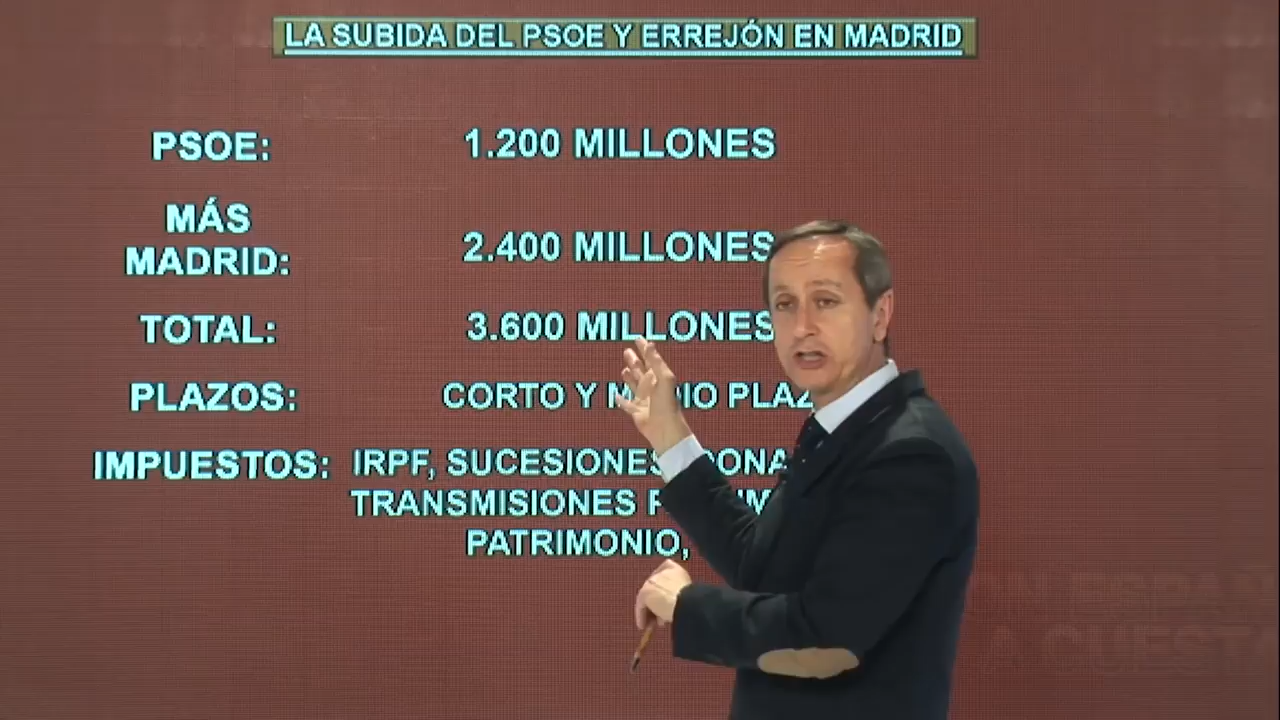 LA SUBIDA DEL PSOE Y ERREJÓN EN MADRID
PSOE: 1.200 MILLONES
MÁS
MADRID: 2.400 MILLONES
TOTAL: 3.600 MILLONES
PLAZOS: CORTO Y
IMPUESTOS: IRPF, SUCESIONES
TRANSMISIONES
PATRIMONIO,